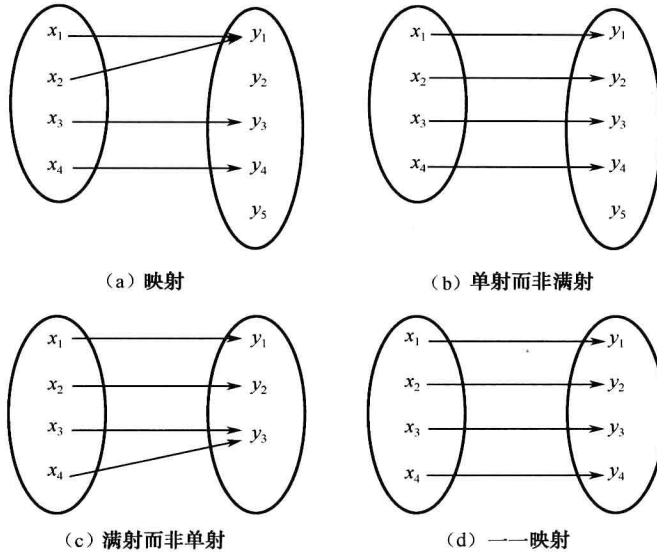 x₁ y₁
x₂ y₂
x₃ y₃
x₄ y₄
y₅
(a) 映射
x₁ y₁
x₂ y₂
x₃ y₃
x₄ y₄
y₅
(b) 单射而非满射
x₁ y₁
x₂ y₂
x₃ y₃
x₄
(c) 满射而非单射
x₁ y₁
x₂ y₂
x₃ y₃
x₄ y₄
(d) 一一映射